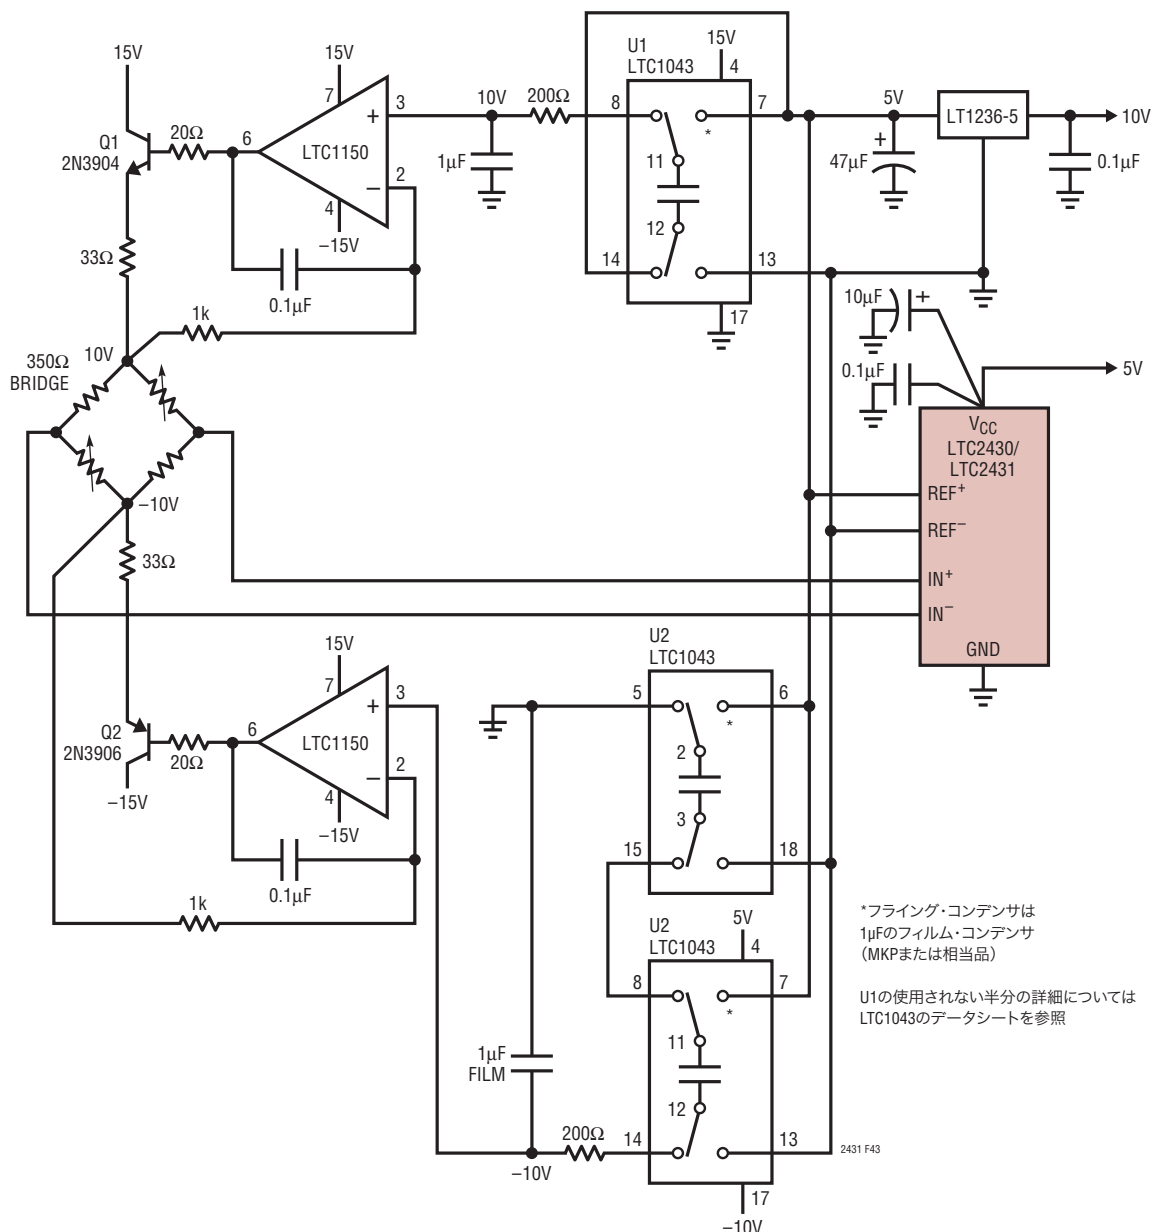 15V
Q1
2N3904
20Ω
6
15V
7
LTC1150
+
−
4
−15V
3
2
0.1µF
33Ω
1k
10V
350Ω
BRIDGE
−10V
33Ω
10V
1µF
200Ω
U1
LTC1043
15V
4
8
7
*
11
12
14
13
17
5V
+
47µF
LT1236-5
10V
0.1µF
10µF
+
0.1µF
5V
VCC
LTC2430/
LTC2431
REF+
REF−
IN+
IN−
GND
Q2
2N3906
−15V
20Ω
6
15V
7
LTC1150
+
−
4
−15V
3
2
0.1µF
1k
U2
LTC1043
5
6
*
2
3
15
18
U2
LTC1043
5V
4
8
7
*
11
12
14
13
17
−10V
1µF
FILM
200Ω
−10V
*フライング・コンデンサは
1µFのフィルム・コンデンサ
（MKPまたは相当品）
U1の使用されない半分の詳細については
LTC1043のデータシートを参照
2431 F43